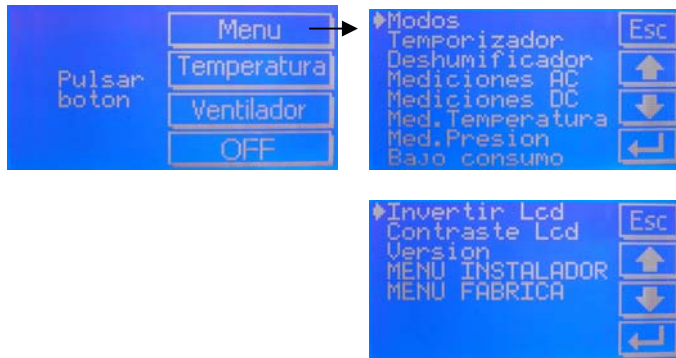 Pulsar
boton
Menu
Temperatura
Ventilador
OFF
Modos
Temporizador
Deshumificador
Mediciones AC
Mediciones DC
Med.Temperatura
Med.Presion
Bajo consumo
Esc
Invertir Lcd
Contraste Lcd
Version
MENU INSTALADOR
MENU FABRICA
Esc